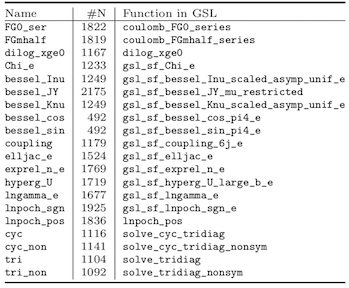 Name #N Function in GSL
FG0_ser 1822 coulomb_FG0_series
FGmhalf 1819 coulomb_FGmhalf_series
dilog_xge0 1167 dilog_xge0
Chi_e 1233 gsl_sf_Chi_e
bessel_Inu 1249 gsl_sf_bessel_Inu_scaled_asymp_unif_e
bessel_JY 2175 gsl_sf_bessel_JY_mu_restricted
bessel_Knu 1249 gsl_sf_bessel_Knu_scaled_asymp_unif_e
bessel_cos 492 gsl_sf_bessel_cos_pi4_e
bessel_sin 492 gsl_sf_bessel_sin_pi4_e
coupling 1179 gsl_sf_coupling_6j_e
elljac_e 1524 gsl_sf_elljac_e
exprel_n_e 1769 gsl_sf_exprel_n_e
hyperg_U 1719 gsl_sf_hyperg_U_large_b_e
lngamma_e 1677 gsl_sf_lngamma_e
lnpoch_sgn 1925 gsl_sf_lnpoch_sgn_e
lnpoch_pos 1836 lnpoch_pos
cyc 1116 solve_cyc_tridiag
cyc_non 1141 solve_cyc_tridiag_nonsym
tri 1104 solve_tridiag
tri_non 1092 solve_tridiag_nonsym